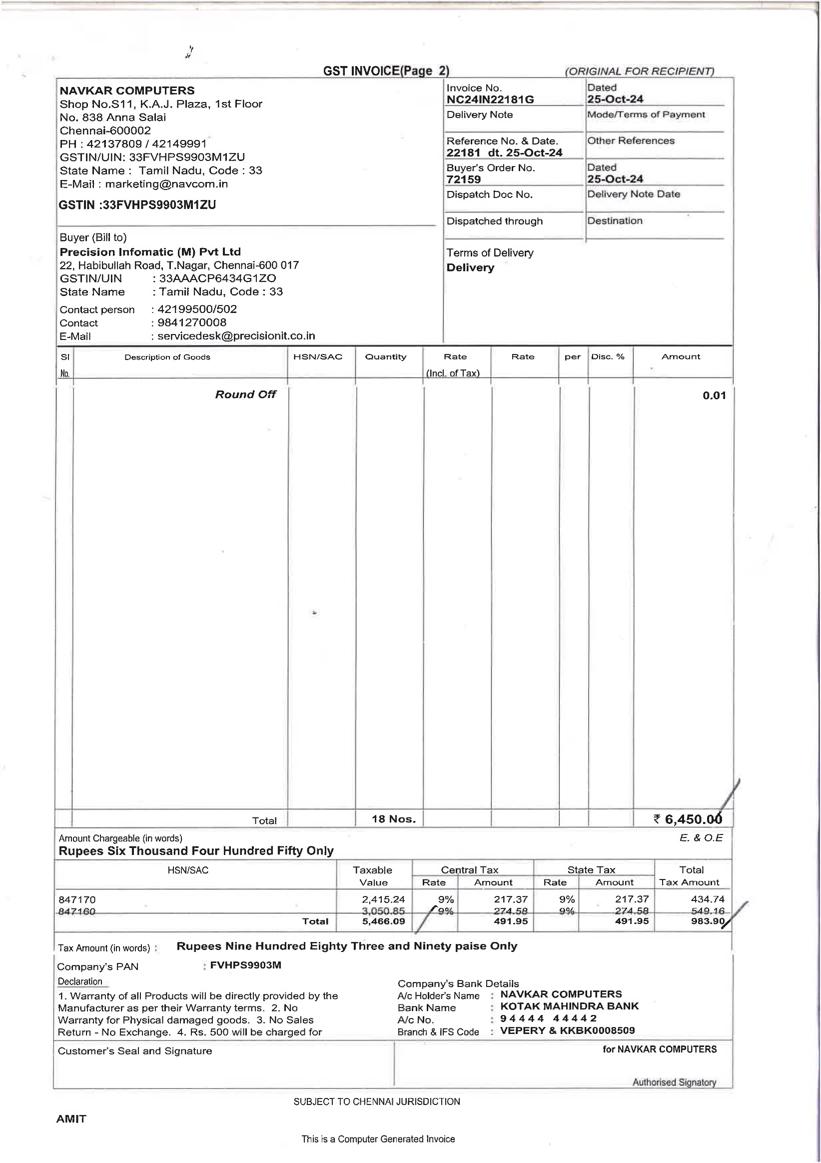 GST INVOICE(Page 2)
(ORIGINAL FOR RECIPIENT)
NAVKAR COMPUTERS
Shop No.S11, K.A.J. Plaza, 1st Floor
No. 838 Anna Salai
Chennai-600002
PH : 42137809 / 42149991
GSTIN/UIN: 33FVHPS9903M1ZU
State Name : Tamil Nadu, Code : 33
E-Mail : marketing@navcom.in
GSTIN :33FVHPS9903M1ZU
Invoice No.
NC24IN22181G
Dated
25-Oct-24
Delivery Note
Mode/Terms of Payment
Reference No. & Date.
22181 dt. 25-Oct-24
Other References
Buyer's Order No.
72159
Dated
25-Oct-24
Dispatch Doc No.
Delivery Note Date
Dispatched through
Destination
Terms of Delivery
Delivery
Buyer (Bill to)
Precision Infomatic (M) Pvt Ltd
22, Habibullah Road, T.Nagar, Chennai-600 017
GSTIN/UIN : 33AAACP6434G1ZO
State Name : Tamil Nadu, Code : 33
Contact person : 42199500/502
Contact : 9841270008
E-Mail : servicedesk@precisionit.co.in
Sl No. Description of Goods HSN/SAC Quantity Rate (Incl. of Tax) Rate per Disc. % Amount
Round Off 0.01
Total 18 Nos. ₹ 6,450.00
Amount Chargeable (in words) E. & O.E
Rupees Six Thousand Four Hundred Fifty Only
HSN/SAC Taxable Value Central Tax Rate Amount State Tax Rate Amount Total Tax Amount
847170 2,415.24 9% 217.37 9% 217.37 434.74
847160 3,050.85 9% 274.58 9% 274.58 549.16
Total 5,466.09 491.95 491.95 983.90
Tax Amount (in words) : Rupees Nine Hundred Eighty Three and Ninety paise Only
Company's PAN : FVHPS9903M
Declaration
1. Warranty of all Products will be directly provided by the
Manufacturer as per their Warranty terms. 2. No
Warranty for Physical damaged goods. 3. No Sales
Return - No Exchange. 4. Rs. 500 will be charged for
Company's Bank Details
A/c Holder's Name : NAVKAR COMPUTERS
Bank Name : KOTAK MAHINDRA BANK
A/c No. : 94444 44442
Branch & IFS Code : VEPERY & KKBK0008509
Customer's Seal and Signature
for NAVKAR COMPUTERS
Authorised Signatory
SUBJECT TO CHENNAI JURISDICTION
AMIT
This is a Computer Generated Invoice